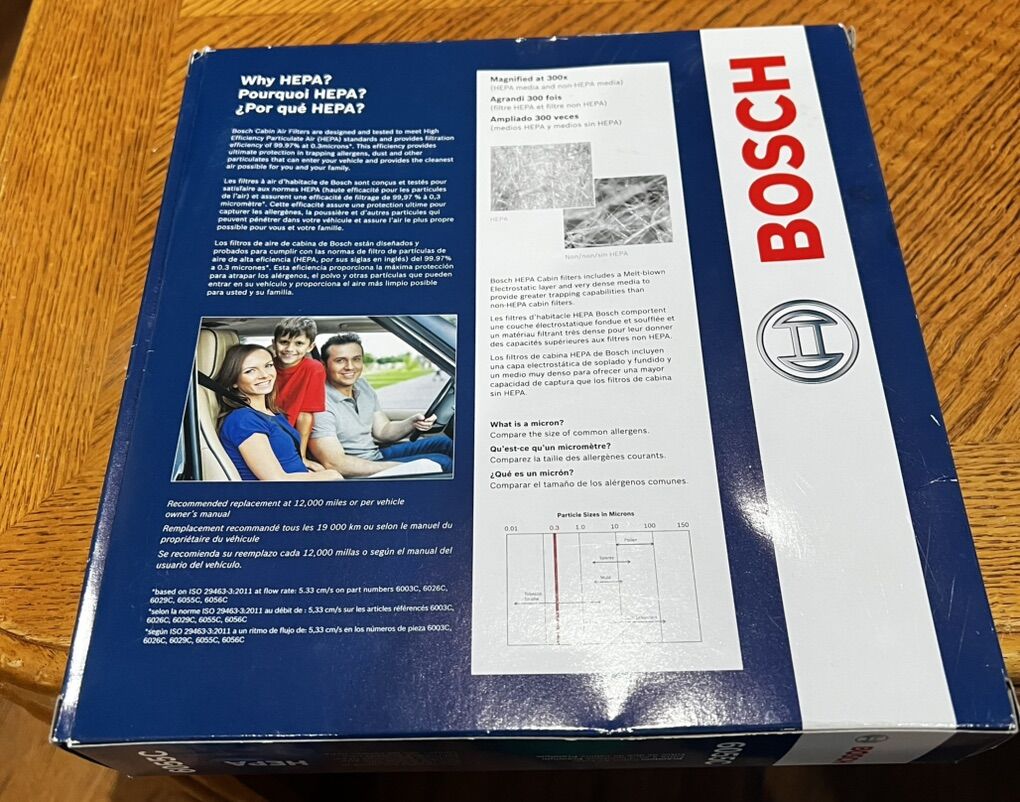 Why HEPA?
Pourquoi HEPA?
¿Por qué HEPA?
Bosch Cabin Air Filters are designed and tested to meet High
Efficiency Particulate Air (HEPA) standards and provides filtration
efficiency of 99.97% at 0.3microns*. This efficiency provides
ultimate protection in trapping allergens, dust and other
particulates that can enter your vehicle and provides the cleanest
air possible for you and your family.
Les filtres à air d'habitacle de Bosch sont conçus et testés pour
satisfaire aux normes HEPA (haute efficacité pour les particules
de l'air) et assurent une efficacité de filtrage de 99,97 % à 0,3
micromètre*. Cette efficacité assure une protection ultime pour
capturer les allergènes, la poussière et d'autres particules qui
peuvent pénétrer dans votre véhicule et assure l'air le plus propre
possible pour vous et votre famille.
Los filtros de aire de cabina de Bosch están diseñados y
probados para cumplir con las normas de filtro de partículas
de aire de alta eficiencia (HEPA, por sus siglas en inglés) del 99.97%
a 0.3 micrones*. Esta eficiencia proporciona la máxima protección
para atrapar los alérgenos, el polvo y otras partículas que pueden
entrar en su vehículo y proporciona el aire más limpio posible
para usted y su familia.
Recommended replacement at 12,000 miles or per vehicle
owner's manual
Remplacement recommandé tous les 19 000 km ou selon le manuel du
propriétaire du véhicule
Se recomienda su reemplazo cada 12,000 millas o según el manual del
usuario del vehículo.
*based on ISO 29463-3:2011 at flow rate: 5.33 cm/s on part numbers 6003C, 6026C,
6029C, 6055C, 6056C
*selon la norme ISO 29463-3:2011 au débit de : 5,33 cm/s sur les articles référencés 6003C,
6026C, 6029C, 6055C, 6056C
*según ISO 29463-3:2011 a un ritmo de flujo de: 5,33 cm/s en los números de pieza 6003C,
6026C, 6029C, 6055C, 6056C
Magnified at 300x
(HEPA media and non HEPA media)
Agrandi 300 fois
(filtre HEPA et filtre non HEPA)
Ampliado 300 veces
(medios HEPA y medios sin HEPA)
HEPA
Non/non/sin HEPA
Bosch HEPA Cabin filters includes a Melt-blown
Electrostatic layer and very dense media to
provide greater trapping capabilities than
non-HEPA cabin filters.
Les filtres d'habitacle HEPA Bosch comportent
une couche électrostatique fondue et soufflée et
un matériau filtrant très dense pour leur donner
des capacités supérieures aux filtres non HEPA.
Los filtros de cabina HEPA de Bosch incluyen
una capa electrostática de soplado y fundido y
un medio muy denso para ofrecer una mayor
capacidad de captura que los filtros de cabina
sin HEPA.
What is a micron?
Compare the size of common allergens.
Qu'est-ce qu'un micromètre?
Comparez la taille des allergènes courants.
¿Qué es un micrón?
Comparar el tamaño de los alérgenos comunes.
Particle Sizes in Microns
0.01 0.3 1.0 10 100 150
Pollen
Spores
Mold
Tobacco
Smoke
BOSCH
6055C
HEPA
6055C
BOSCH